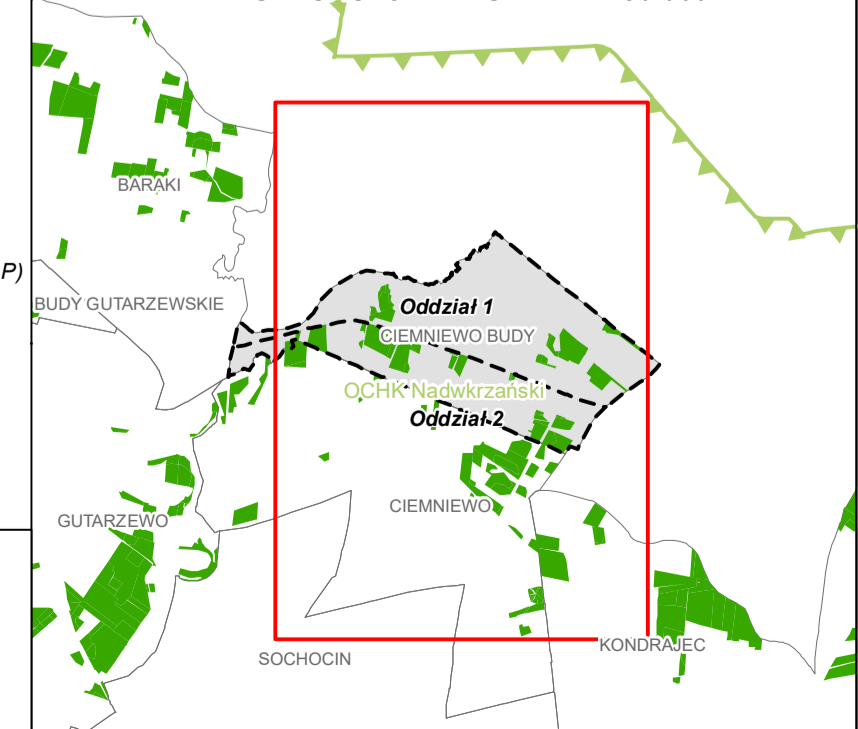 BARAKI
P)
BUDY GUTARZEWSKIE
Oddział 1
CIEMNIEWO BUDY
OCHK Nadwkrzański
Oddział 2
CIEMNIEWO
GUTARZEWO
KONDRAJEC
SOCHOCIN